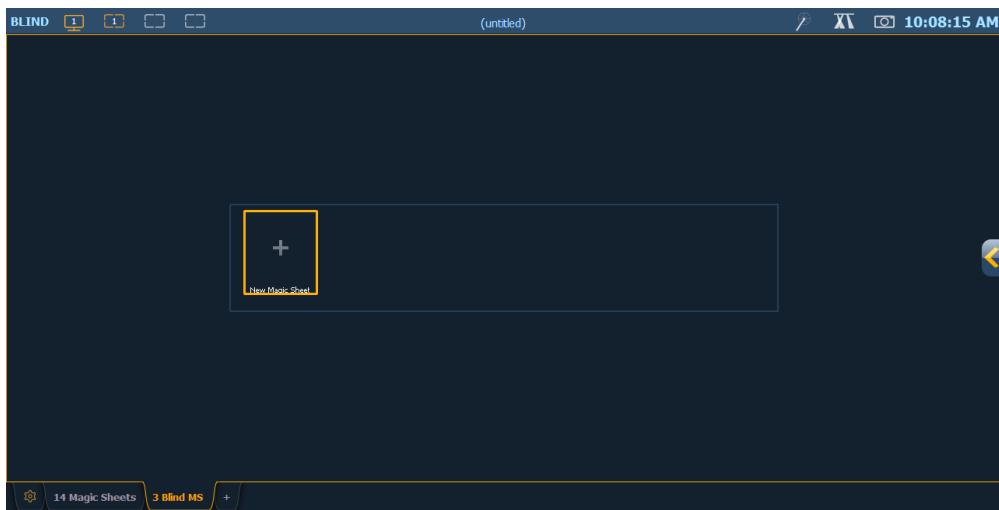 BLIND 1 1 (untitled) 10:08:15 AM
+
New Magic Sheet
14 Magic Sheets 3 Blind MS +